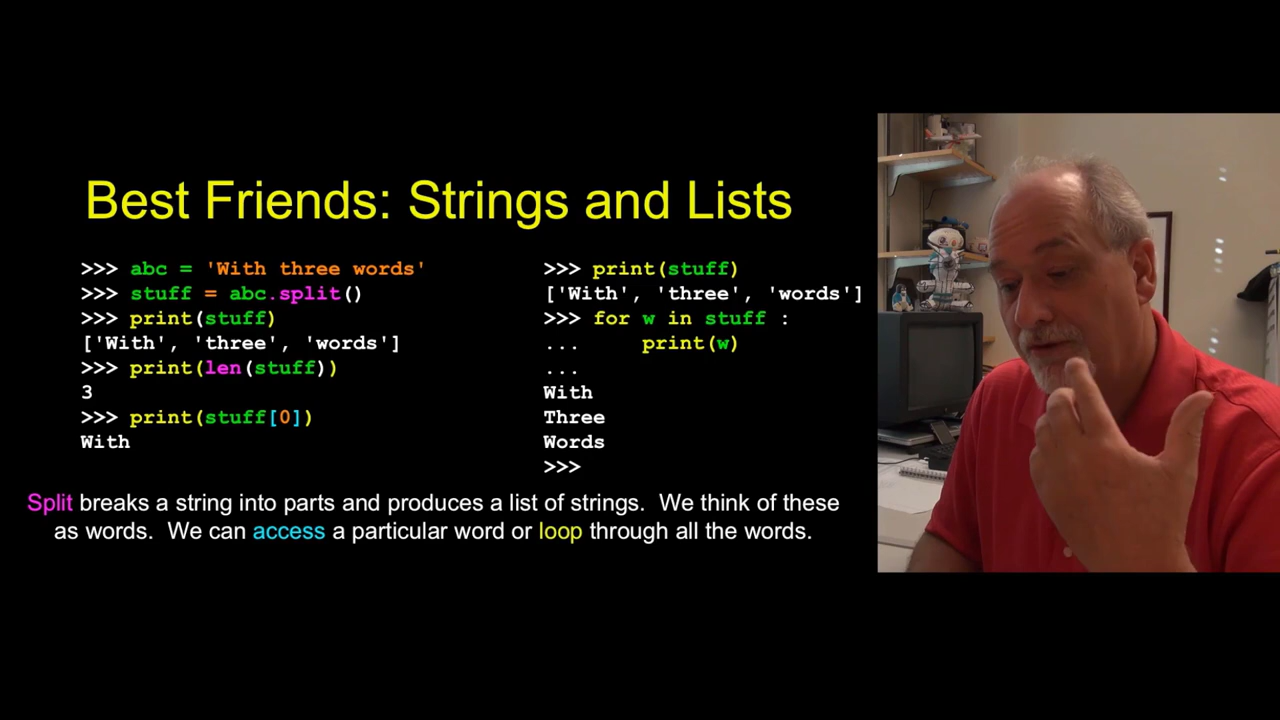 Best Friends: Strings and Lists
>>> abc = 'With three words'
>>> stuff = abc.split()
>>> print(stuff)
['With', 'three', 'words']
>>> print(len(stuff))
3
>>> print(stuff[0])
With
>>> print(stuff)
['With', 'three', 'words']
>>> for w in stuff :
...     print(w)
...
With
Three
Words
>>>
Split breaks a string into parts and produces a list of strings.  We think of these
as words.  We can access a particular word or loop through all the words.